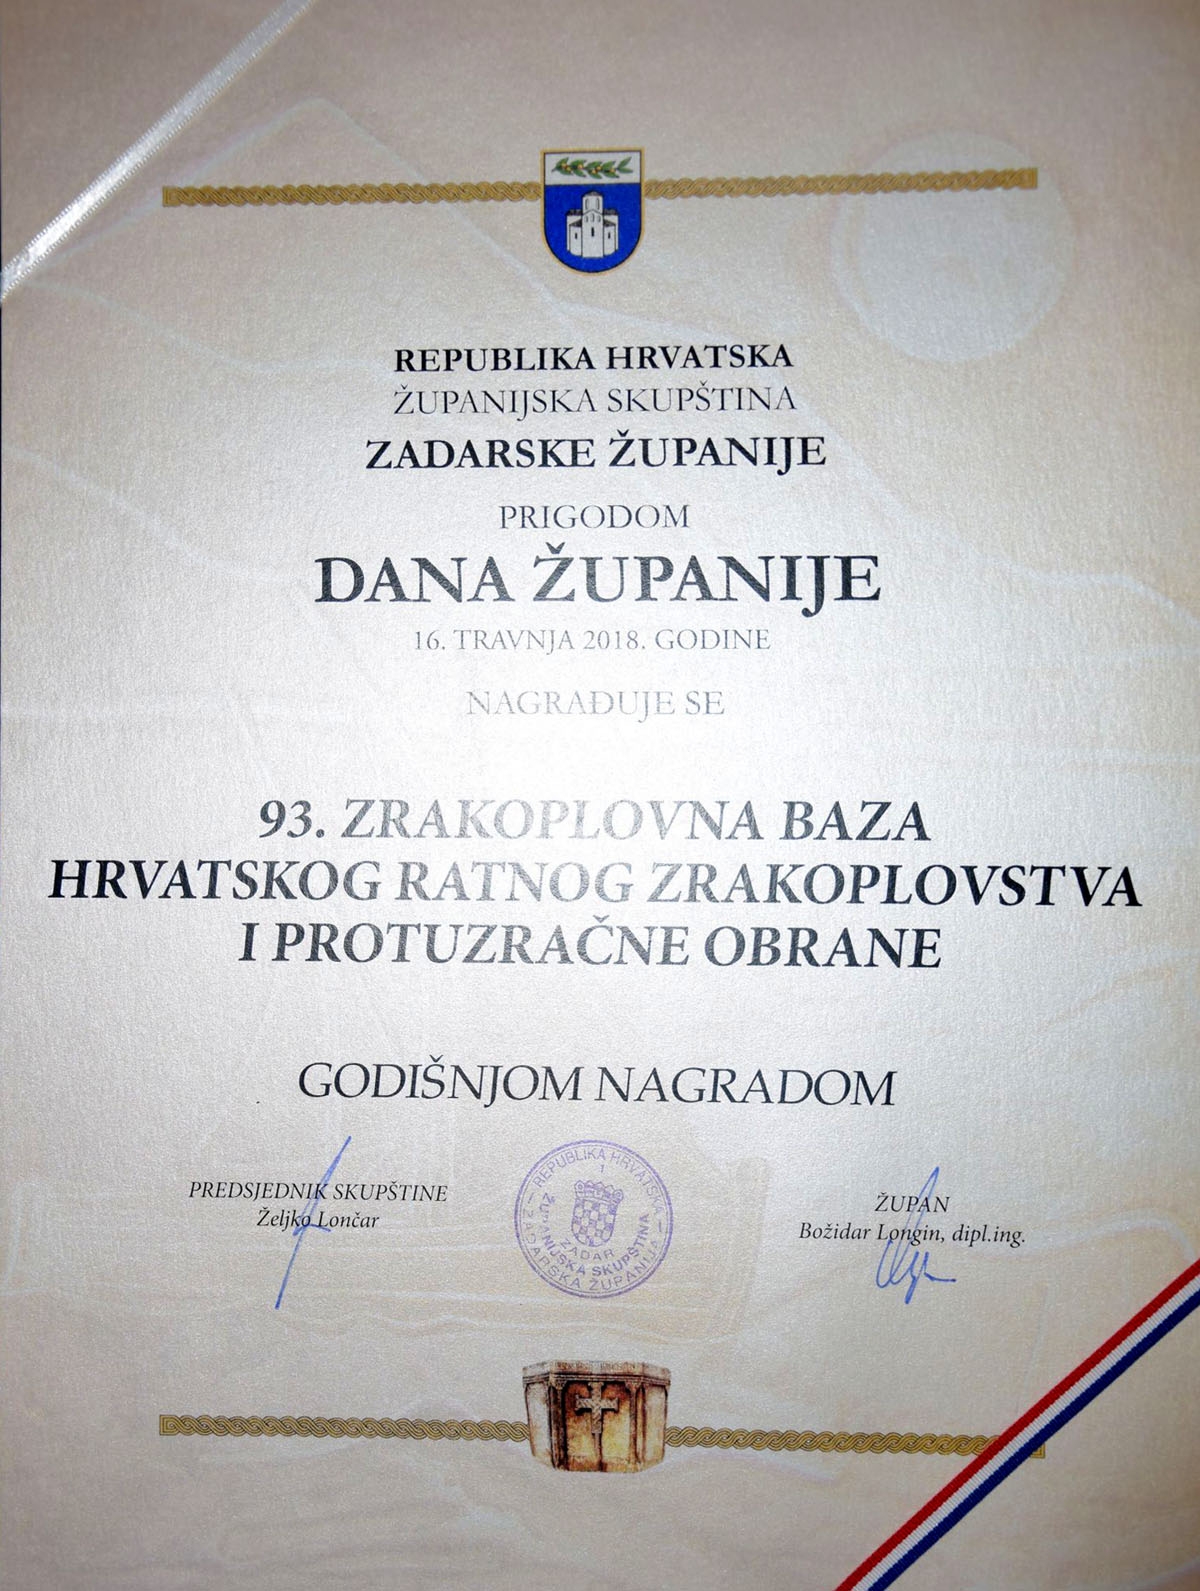 REPUBLIKA HRVATSKA
ŽUPANIJSKA SKUPŠTINA
ZADARSKE ŽUPANIJE
PRIGODOM
DANA ŽUPANIJE
16. TRAVNJA 2018. GODINE
NAGRAĐUJE SE
93. ZRAKOPLOVNA BAZA
HRVATSKOG RATNOG ZRAKOPLOVSTVA
I PROTUZRAČNE OBRANE
GODIŠNJOM NAGRADOM
PREDSJEDNIK SKUPŠTINE
Željko Lončar
REPUBLIKA HRVATSKA
1
ZADARSKA ŽUPANIJA
ŽUPANIJSKA SKUPŠTINA
ZADAR
ŽUPAN
Božidar Longin, dipl.ing.